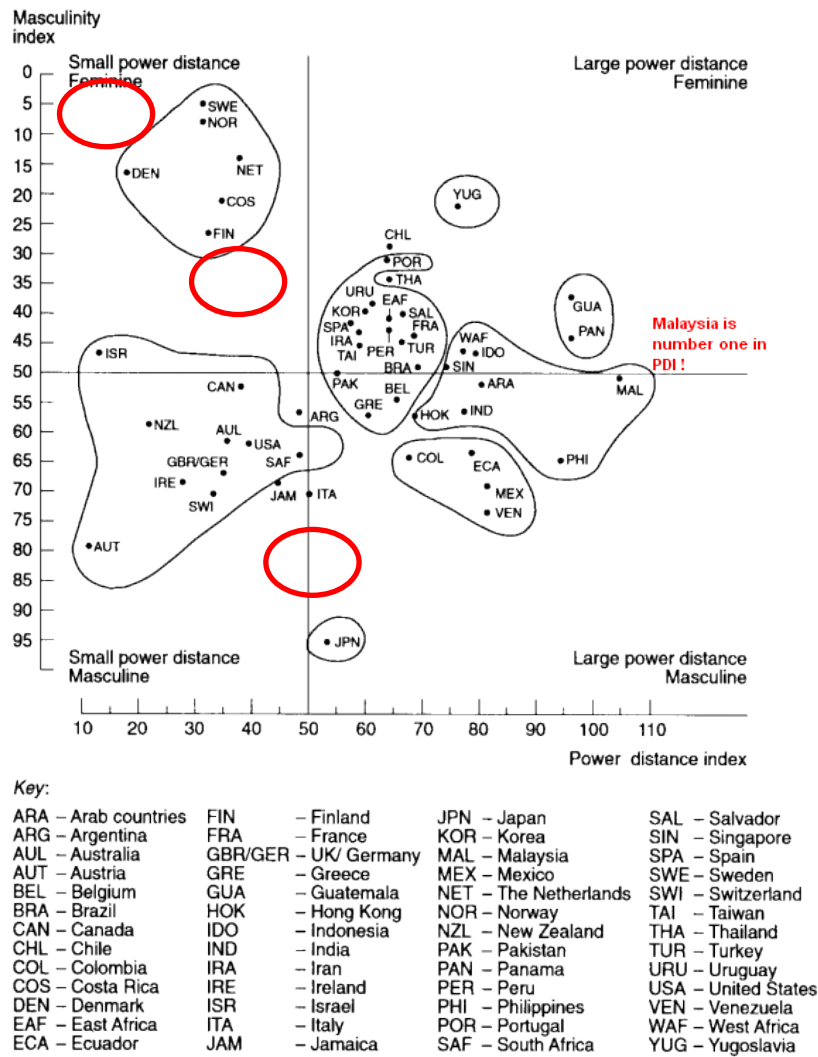 Masculinity
index
Small power distance
Feminine
Large power distance
Feminine
0
5
10
15
20
25
30
35
40
45
50
55
60
65
70
75
80
85
90
95
SWE
NOR
NET
DEN
COS
FIN
YUG
CHL
POR
THA
URU
EAF
KOR
SAL
SPA
FRA
IRA
PER
TUR
TAI
GUA
PAN
Malaysia is
number one in
PDI !
WAF
IDO
ISR
BRA
SIN
PAK
CAN
BEL
ARA
MAL
GRE
ARG
HOK
IND
NZL
AUL
USA
GBR/GER
SAF
COL
ECA
PHI
IRE
SWI
JAM
ITA
MEX
VEN
AUT
JPN
Small power distance
Masculine
Large power distance
Masculine
10 20 30 40 50 60 70 80 90 100 110
Power distance index
Key:
ARA – Arab countries FIN – Finland JPN – Japan SAL – Salvador
ARG – Argentina FRA – France KOR – Korea SIN – Singapore
AUL – Australia GBR/GER – UK/ Germany MAL – Malaysia SPA – Spain
AUT – Austria GRE – Greece MEX – Mexico SWE – Sweden
BEL – Belgium GUA – Guatemala NET – The Netherlands SWI – Switzerland
BRA – Brazil HOK – Hong Kong NOR – Norway TAI – Taiwan
CAN – Canada IDO – Indonesia NZL – New Zealand THA – Thailand
CHL – Chile IND – India PAK – Pakistan TUR – Turkey
COL – Colombia IRA – Iran PAN – Panama URU – Uruguay
COS – Costa Rica IRE – Ireland PER – Peru USA – United States
DEN – Denmark ISR – Israel PHI – Philippines VEN – Venezuela
EAF – East Africa ITA – Italy POR – Portugal WAF – West Africa
ECA – Ecuador JAM – Jamaica SAF – South Africa YUG – Yugoslavia